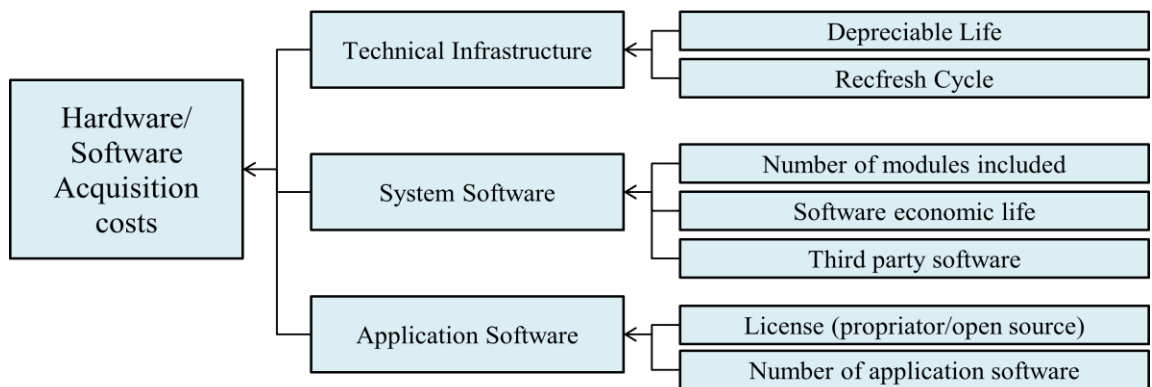 Hardware/
Software
Acquisition
costs
Technical Infrastructure
Depreciable Life
Recfresh Cycle
System Software
Number of modules included
Software economic life
Third party software
Application Software
License (propriator/open source)
Number of application software